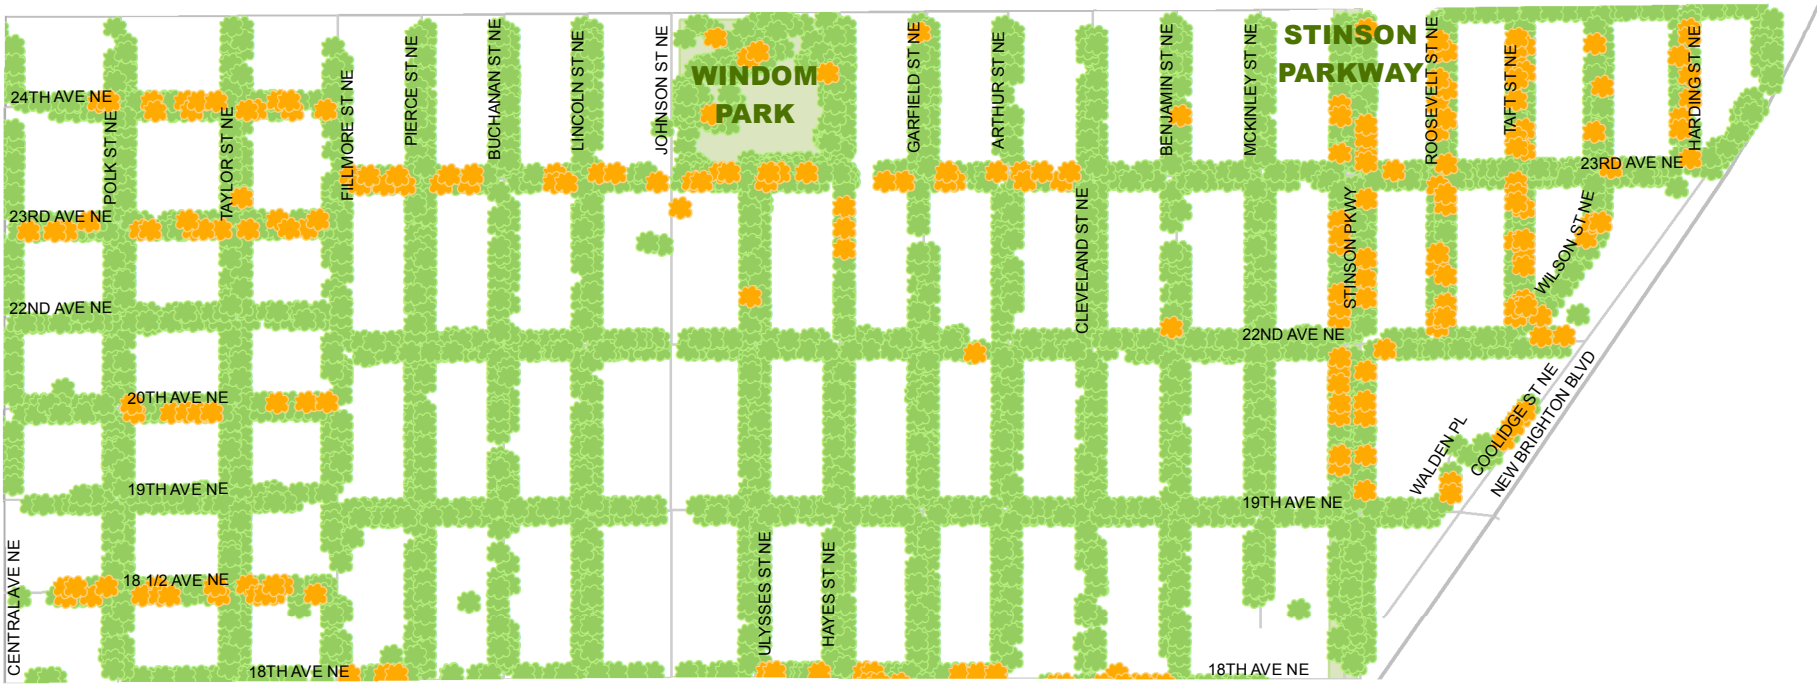 STINSON
PARKWAY
WINDOM
PARK
24TH AVE NE
POLK ST NE
TAYLOR ST NE
FILLMORE ST NE
PIERCE ST NE
BUCHANAN ST NE
LINCOLN ST NE
JOHNSON ST NE
GARFIELD ST NE
ARTHUR ST NE
BENJAMIN ST NE
MCKINLEY ST NE
ROOSEVELT ST NE
TAFT ST NE
HARDING ST NE
23RD AVE NE
23RD AVE NE
CLEVELAND ST NE
STINSON PKWY
WILSON ST NE
22ND AVE NE
22ND AVE NE
20TH AVE NE
WALDEN PL
COOLIDGE ST NE
NEW BRIGHTON BLVD
19TH AVE NE
19TH AVE NE
CENTRAL AVE NE
18 1/2 AVE NE
ULYSSES ST NE
HAYES ST NE
18TH AVE NE
18TH AVE NE